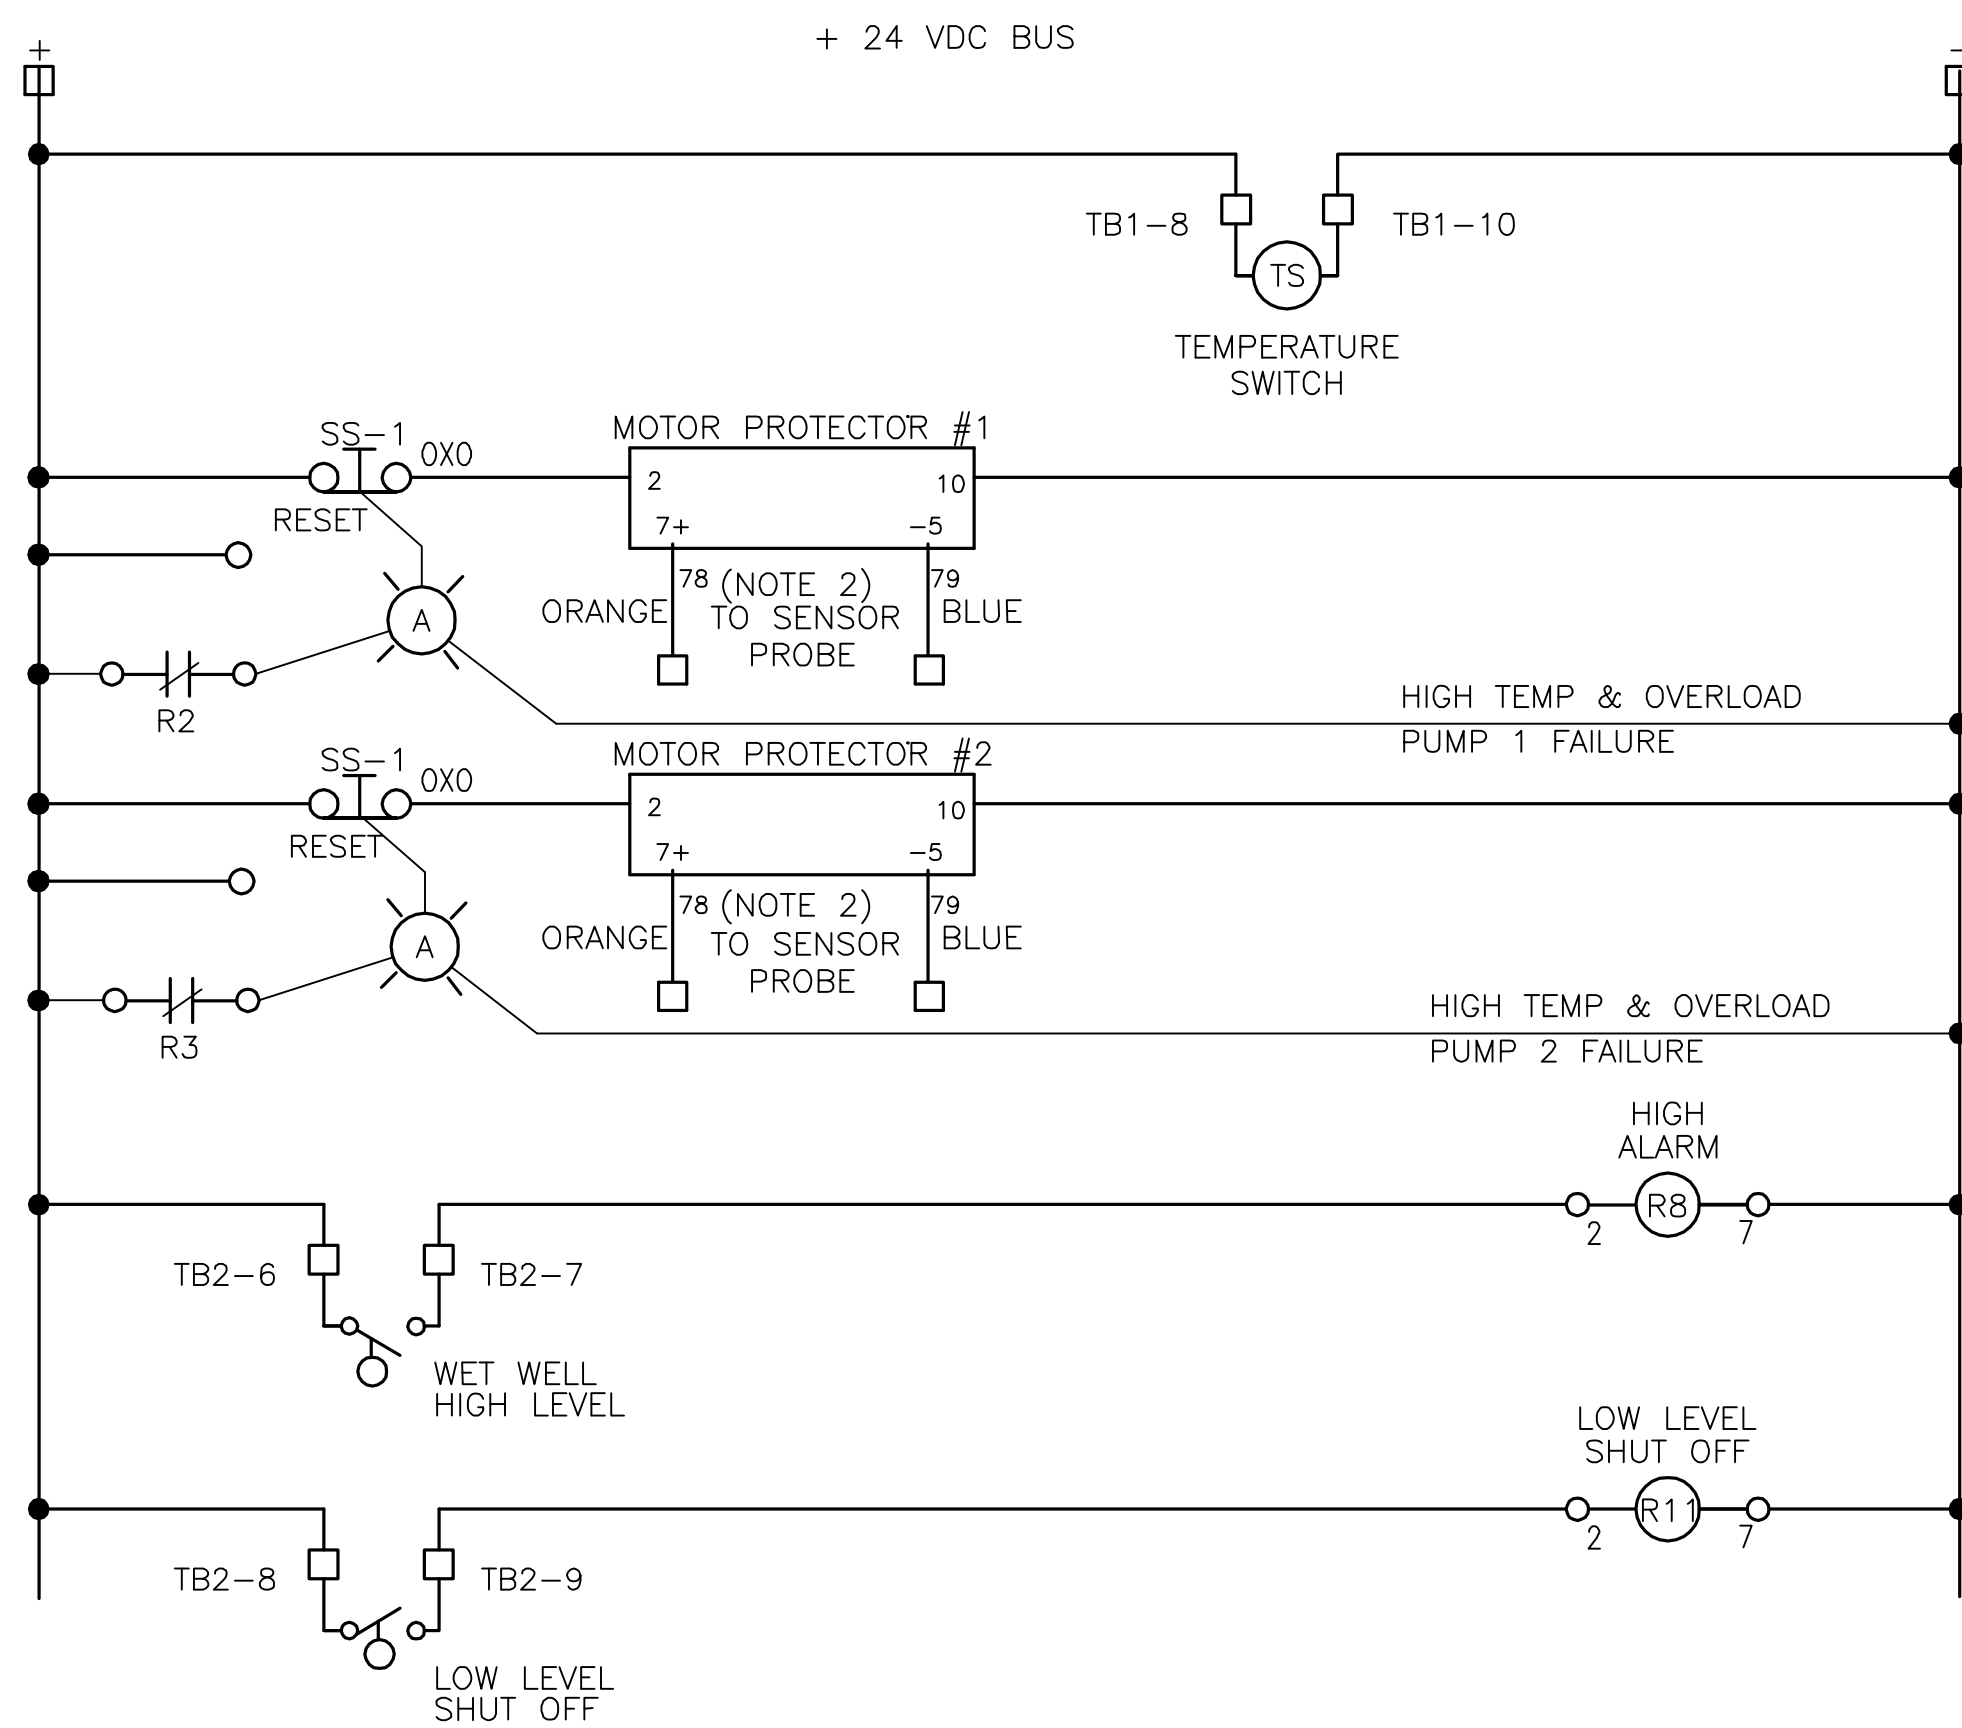 + 24 VDC BUS
+
-
TB1-8
TB1-10
TS
TEMPERATURE
SWITCH
MOTOR PROTECTOR #1
SS-1
0X0
2
10
RESET
7+
-5
78
(NOTE 2)
79
ORANGE
TO SENSOR
BLUE
A
PROBE
HIGH TEMP & OVERLOAD
R2
PUMP 1 FAILURE
MOTOR PROTECTOR #2
SS-1
0X0
2
10
RESET
7+
-5
78
(NOTE 2)
79
ORANGE
TO SENSOR
BLUE
A
PROBE
HIGH TEMP & OVERLOAD
R3
PUMP 2 FAILURE
HIGH
ALARM
R8
2
7
TB2-6
TB2-7
WET WELL
HIGH LEVEL
LOW LEVEL
SHUT OFF
R11
2
7
TB2-8
TB2-9
LOW LEVEL
SHUT OFF